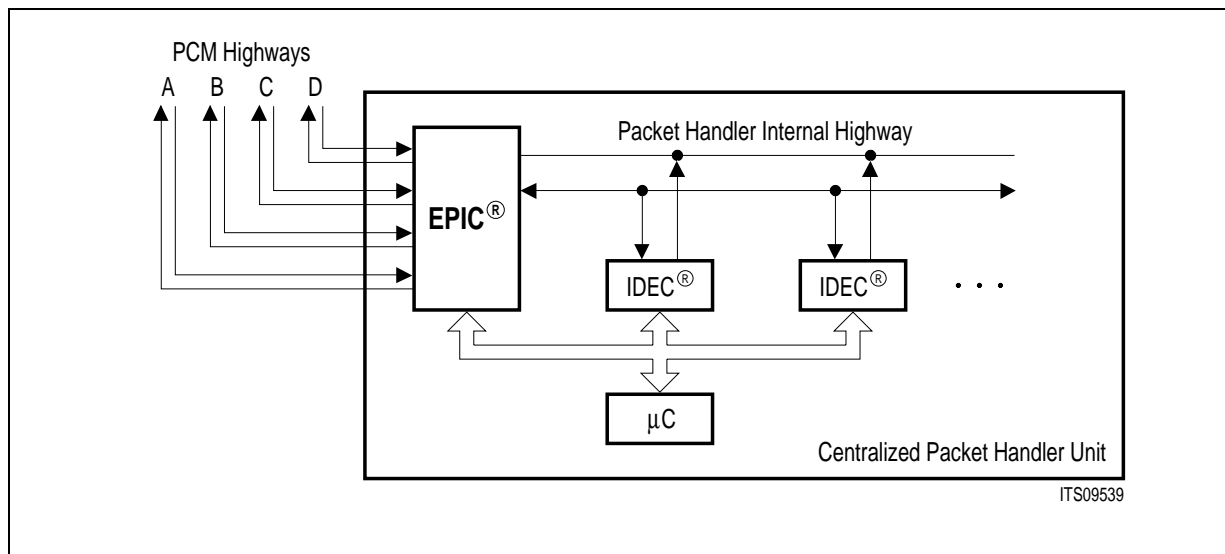 PCM Highways
A B C D
Packet Handler Internal Highway
EPIC®
IDEC® IDEC® . . .
μC
Centralized Packet Handler Unit
ITS09539